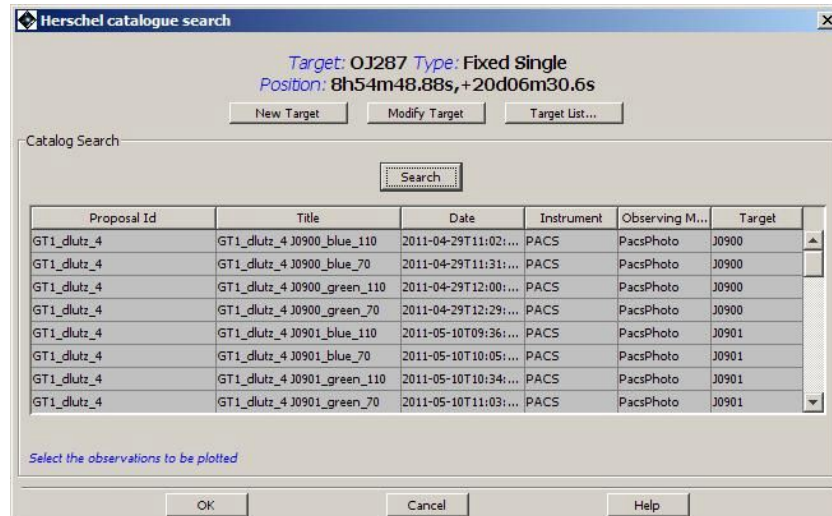 Herschel catalogue search
Target: OJ287 Type: Fixed Single
Position: 8h54m48.88s,+20d06m30.6s
New Target Modify Target Target List...
Catalog Search
Search
Proposal Id Title Date Instrument Observing M... Target
GT1_dlutz_4 GT1_dlutz_4 J0900_blue_110 2011-04-29T11:02:... PACS PacsPhoto J0900
GT1_dlutz_4 GT1_dlutz_4 J0900_blue_70 2011-04-29T11:31:... PACS PacsPhoto J0900
GT1_dlutz_4 GT1_dlutz_4 J0900_green_110 2011-04-29T12:00:... PACS PacsPhoto J0900
GT1_dlutz_4 GT1_dlutz_4 J0900_green_70 2011-04-29T12:29:... PACS PacsPhoto J0900
GT1_dlutz_4 GT1_dlutz_4 J0901_blue_110 2011-05-10T09:36:... PACS PacsPhoto J0901
GT1_dlutz_4 GT1_dlutz_4 J0901_blue_70 2011-05-10T10:05:... PACS PacsPhoto J0901
GT1_dlutz_4 GT1_dlutz_4 J0901_green_110 2011-05-10T10:34:... PACS PacsPhoto J0901
GT1_dlutz_4 GT1_dlutz_4 J0901_green_70 2011-05-10T11:03:... PACS PacsPhoto J0901
Select the observations to be plotted
OK Cancel Help